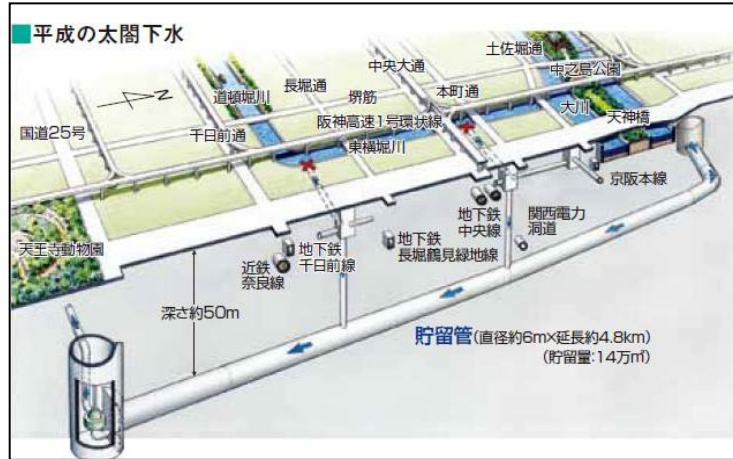 ■平成の太閤下水
土佐堀通
中央大通
中之島公園
長堀通
本町通
道頓堀川
堺筋
大川
阪神高速1号環状線
天神橋
国道25号
千日前通
東横堀川
N
京阪本線
地下鉄
中央線
関西電力
洞道
地下鉄
千日前線
地下鉄
長堀鶴見緑地線
天王寺動物園
近鉄
奈良線
深さ約50m
貯留管(直径約6m×延長約4.8km)
(貯留量:14万㎥)